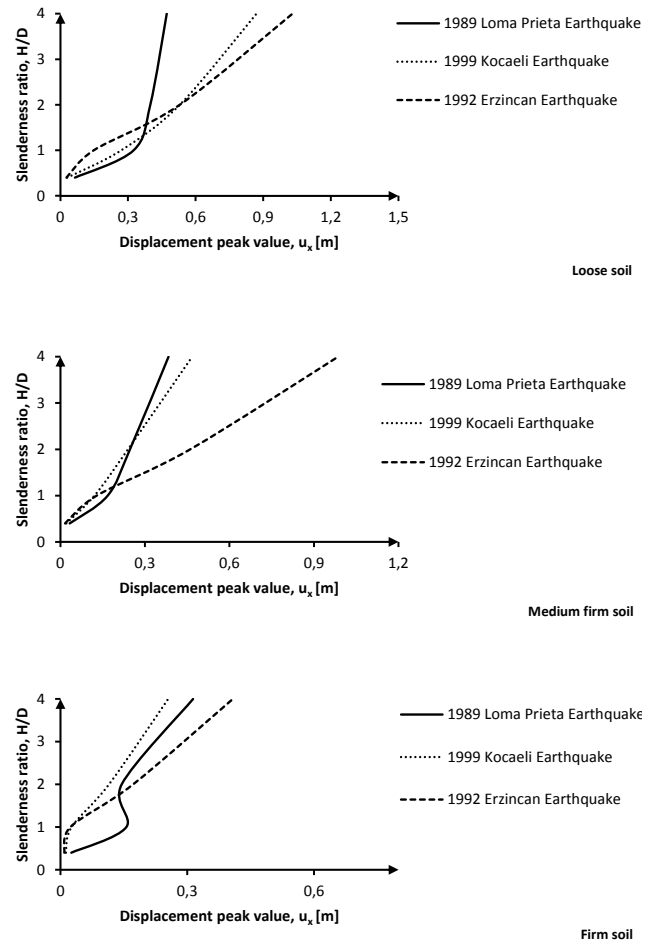 4
3
2
1
0
Slenderness ratio, H/D
0
0,3
0,6
0,9
1,2
1,5
Displacement peak value, uₓ [m]
1989 Loma Prieta Earthquake
1999 Kocaeli Earthquake
1992 Erzincan Earthquake
Loose soil
4
3
2
1
0
Slenderness ratio, H/D
0
0,3
0,6
0,9
1,2
Displacement peak value, uₓ [m]
1989 Loma Prieta Earthquake
1999 Kocaeli Earthquake
1992 Erzincan Earthquake
Medium firm soil
4
3
2
1
0
Slenderness ratio, H/D
0
0,3
0,6
Displacement peak value, uₓ [m]
1989 Loma Prieta Earthquake
1999 Kocaeli Earthquake
1992 Erzincan Earthquake
Firm soil